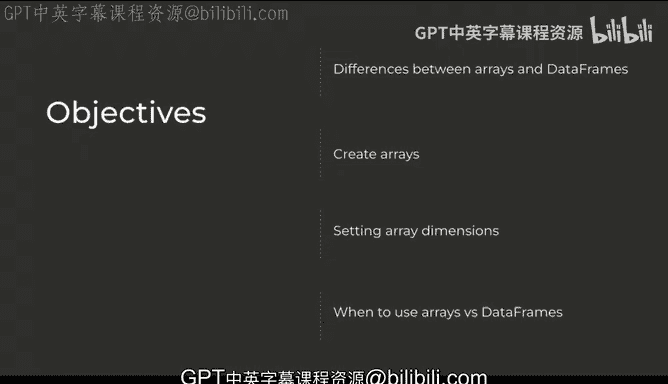 GPT中英字幕课程资源@bilibili.com
GPT中英字幕课程资源 bilibili
Differences between arrays and DataFrames
Objectives
Create arrays
Setting array dimensions
When to use arrays vs DataFrames
GPT中英字幕课程资源@bilibili.com